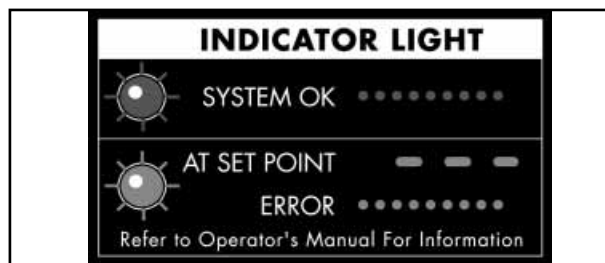 INDICATOR LIGHT
SYSTEM OK
AT SET POINT
ERROR
Refer to Operator's Manual For Information